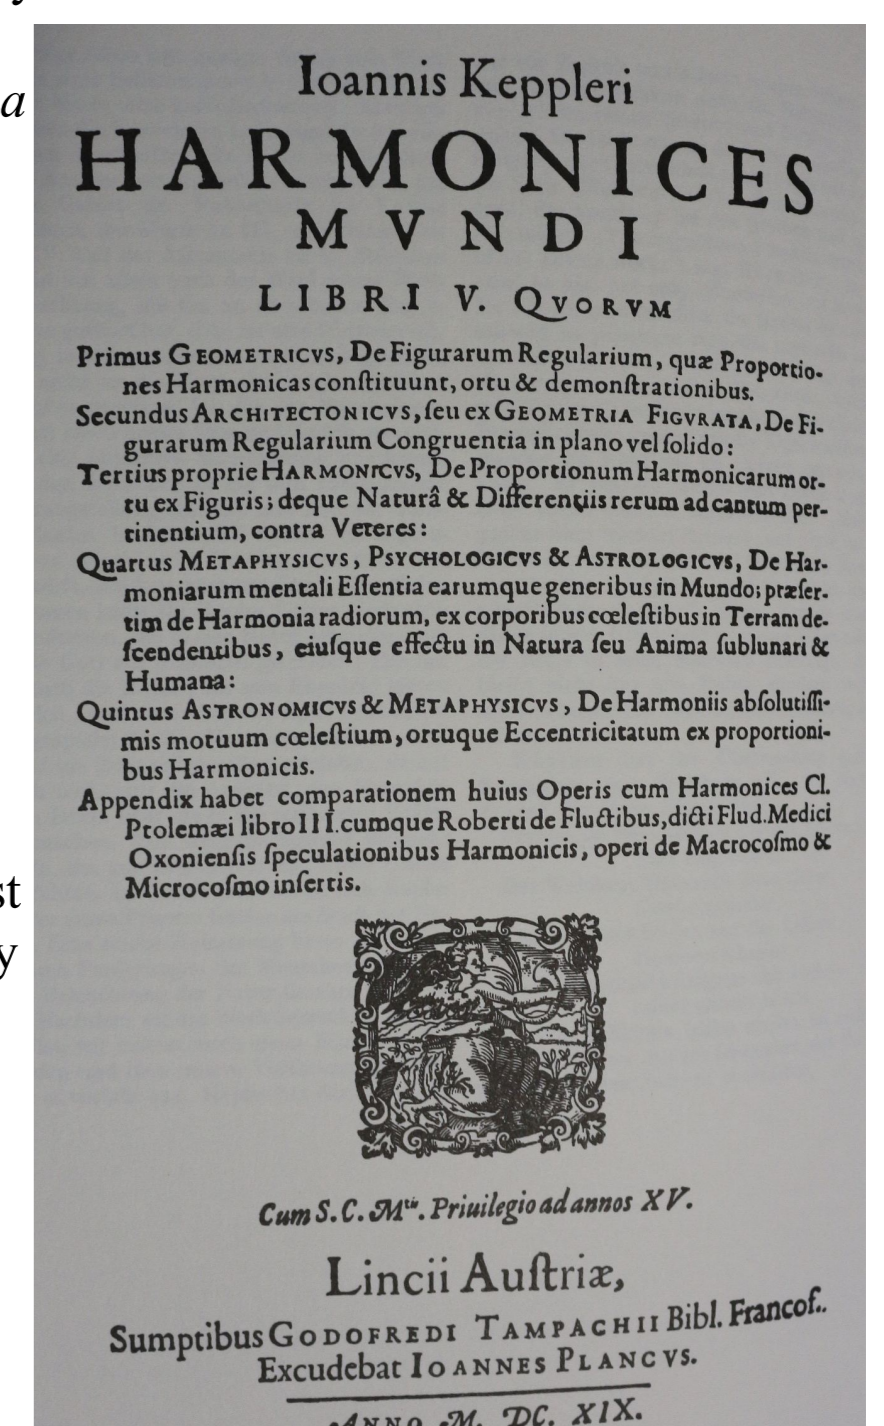 a
Ioannis Keppleri
HARMONICES
MVNDI
LIBRI V. QVORVM
Primus GEOMETRICVS, De Figurarum Regularium, quæ Proportio-
nes Harmonicas conſtituunt, ortu & demonſtrationibus.
Secundus ARCHITECTONICVS, ſeu ex GEOMETRIA FIGVRATA, De Fi-
gurarum Regularium Congruentia in plano vel ſolido:
Tertius proprie HARMONICVS, De Proportionum Harmonicarum or-
tu ex Figuris; deque Naturâ & Differentiis rerum ad cantum per-
tinentium, contra Veteres:
Quartus METAPHYSICVS, PSYCHOLOGICVS & ASTROLOGICVS, De Har-
moniarum mentali Eſſentia earumque generibus in Mundo; præſer-
tim de Harmonia radiorum, ex corporibus cœleſtibus in Terram de-
ſcendentibus, eiuſque effectu in Natura ſeu Anima ſublunari &
Humana:
Quintus ASTRONOMICVS & METAPHYSICVS, De Harmoniis abſolutiſſi-
mis motuum cœleſtium, ortuque Eccentricitatum ex proportioni-
bus Harmonicis.
Appendix habet comparationem huius Operis cum Harmonices Cl.
Ptolemæi libro III. cumque Roberti de Fluctibus, dicti Flud. Medici
Oxonienſis ſpeculationibus Harmonicis, operi de Macrocoſmo &
Microcoſmo inſertis.
st
y
Cum S. C. Mtis. Priuilegio ad annos XV.
Lincii Auſtriæ,
Sumptibus GODOFREDI TAMPACHII Bibl. Francof.
Excudebat IOANNES PLANCVS.
ANNO M. DC. XIX.